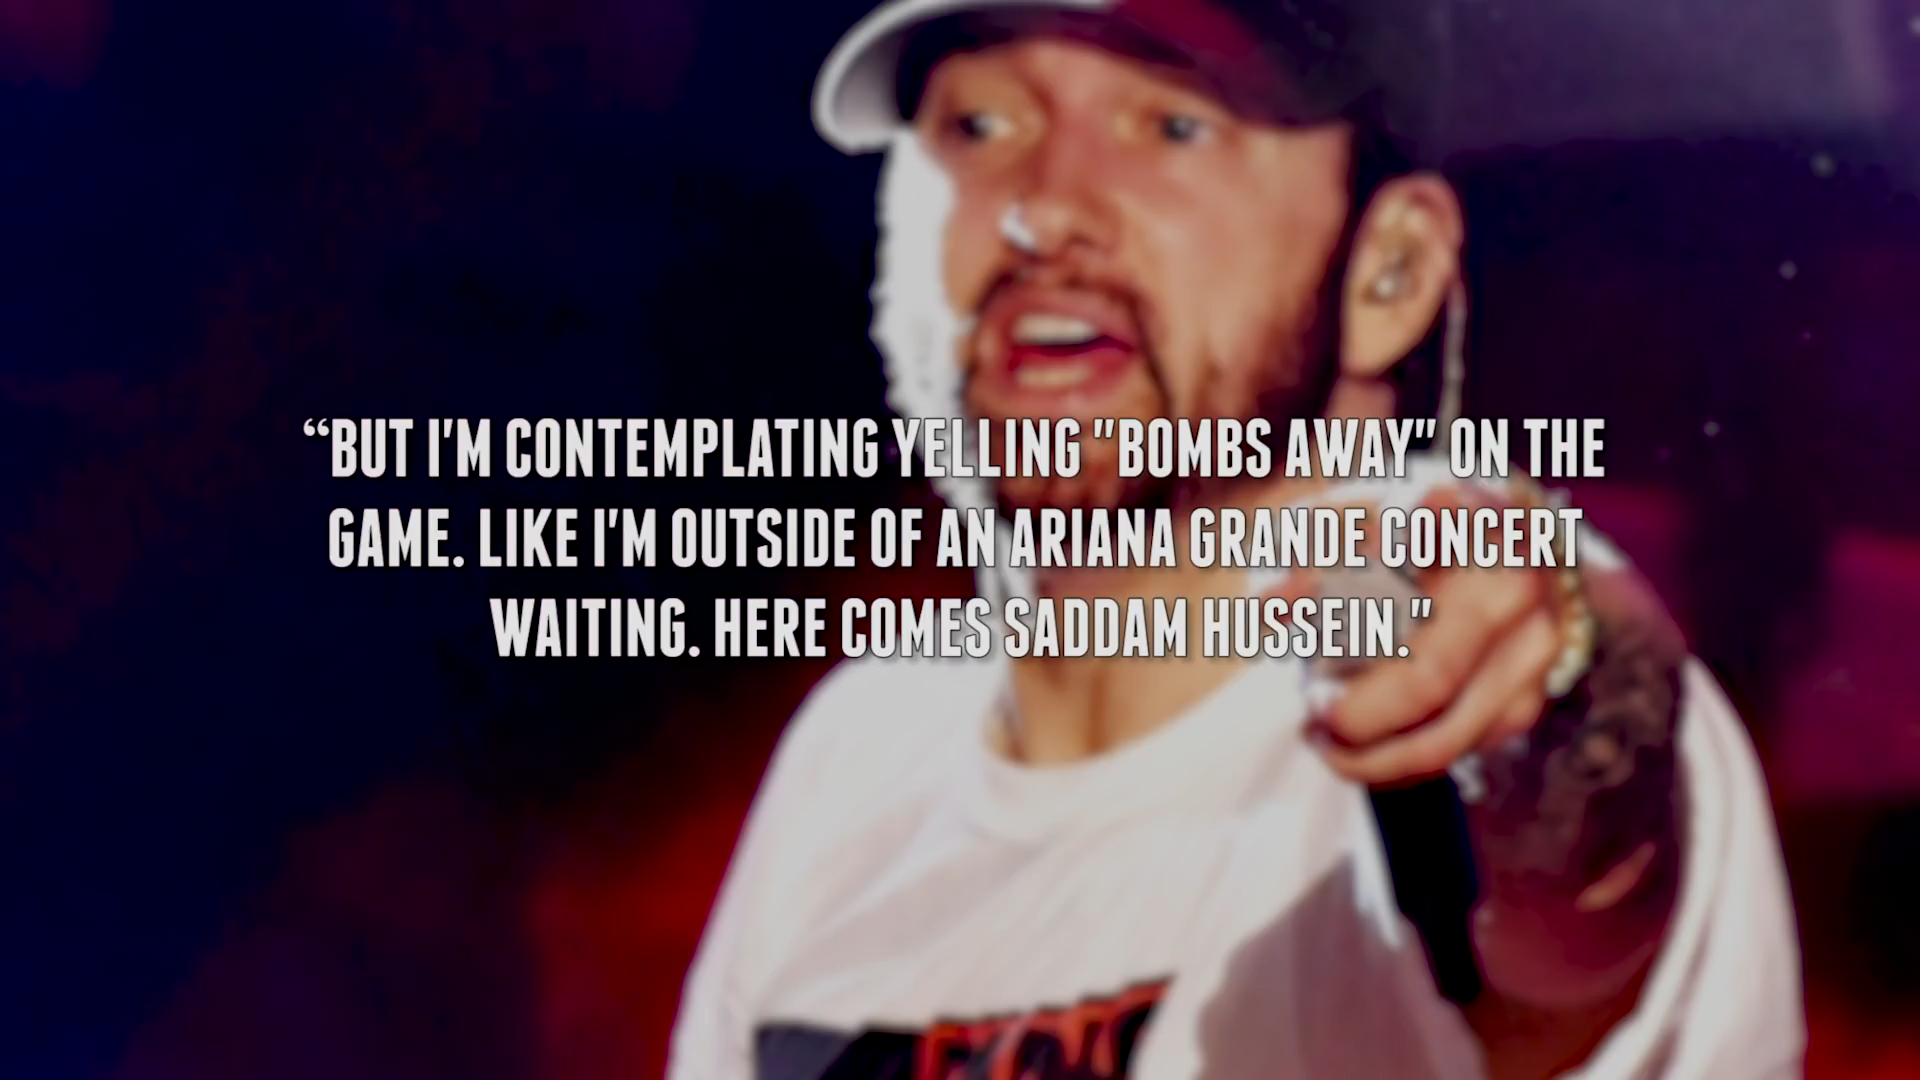 “BUT I'M CONTEMPLATING YELLING "BOMBS AWAY" ON THE
GAME. LIKE I'M OUTSIDE OF AN ARIANA GRANDE CONCERT
WAITING. HERE COMES SADDAM HUSSEIN."